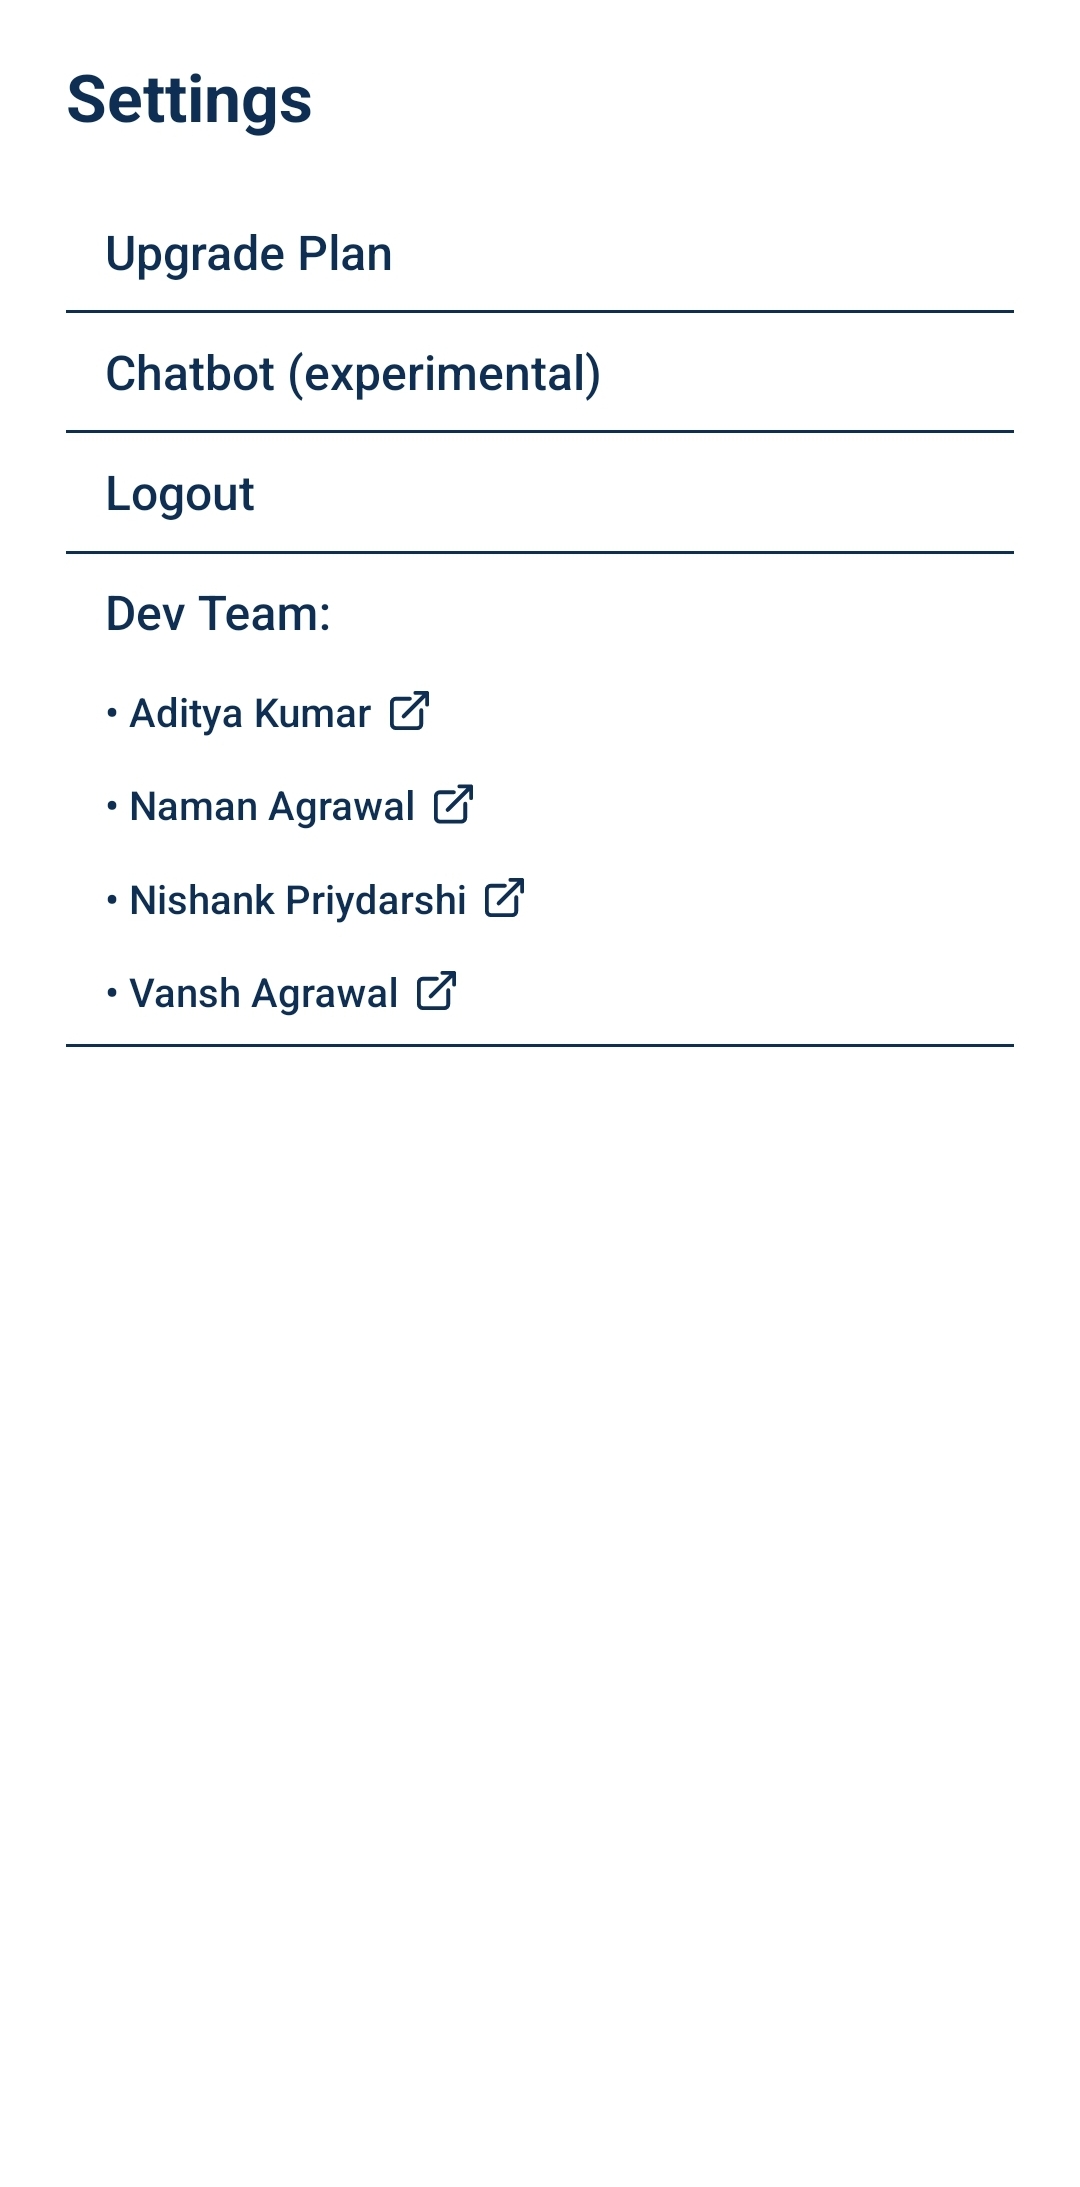 Settings
Upgrade Plan
Chatbot (experimental)
Logout
Dev Team:
• Aditya Kumar
• Naman Agrawal
• Nishank Priydarshi
• Vansh Agrawal